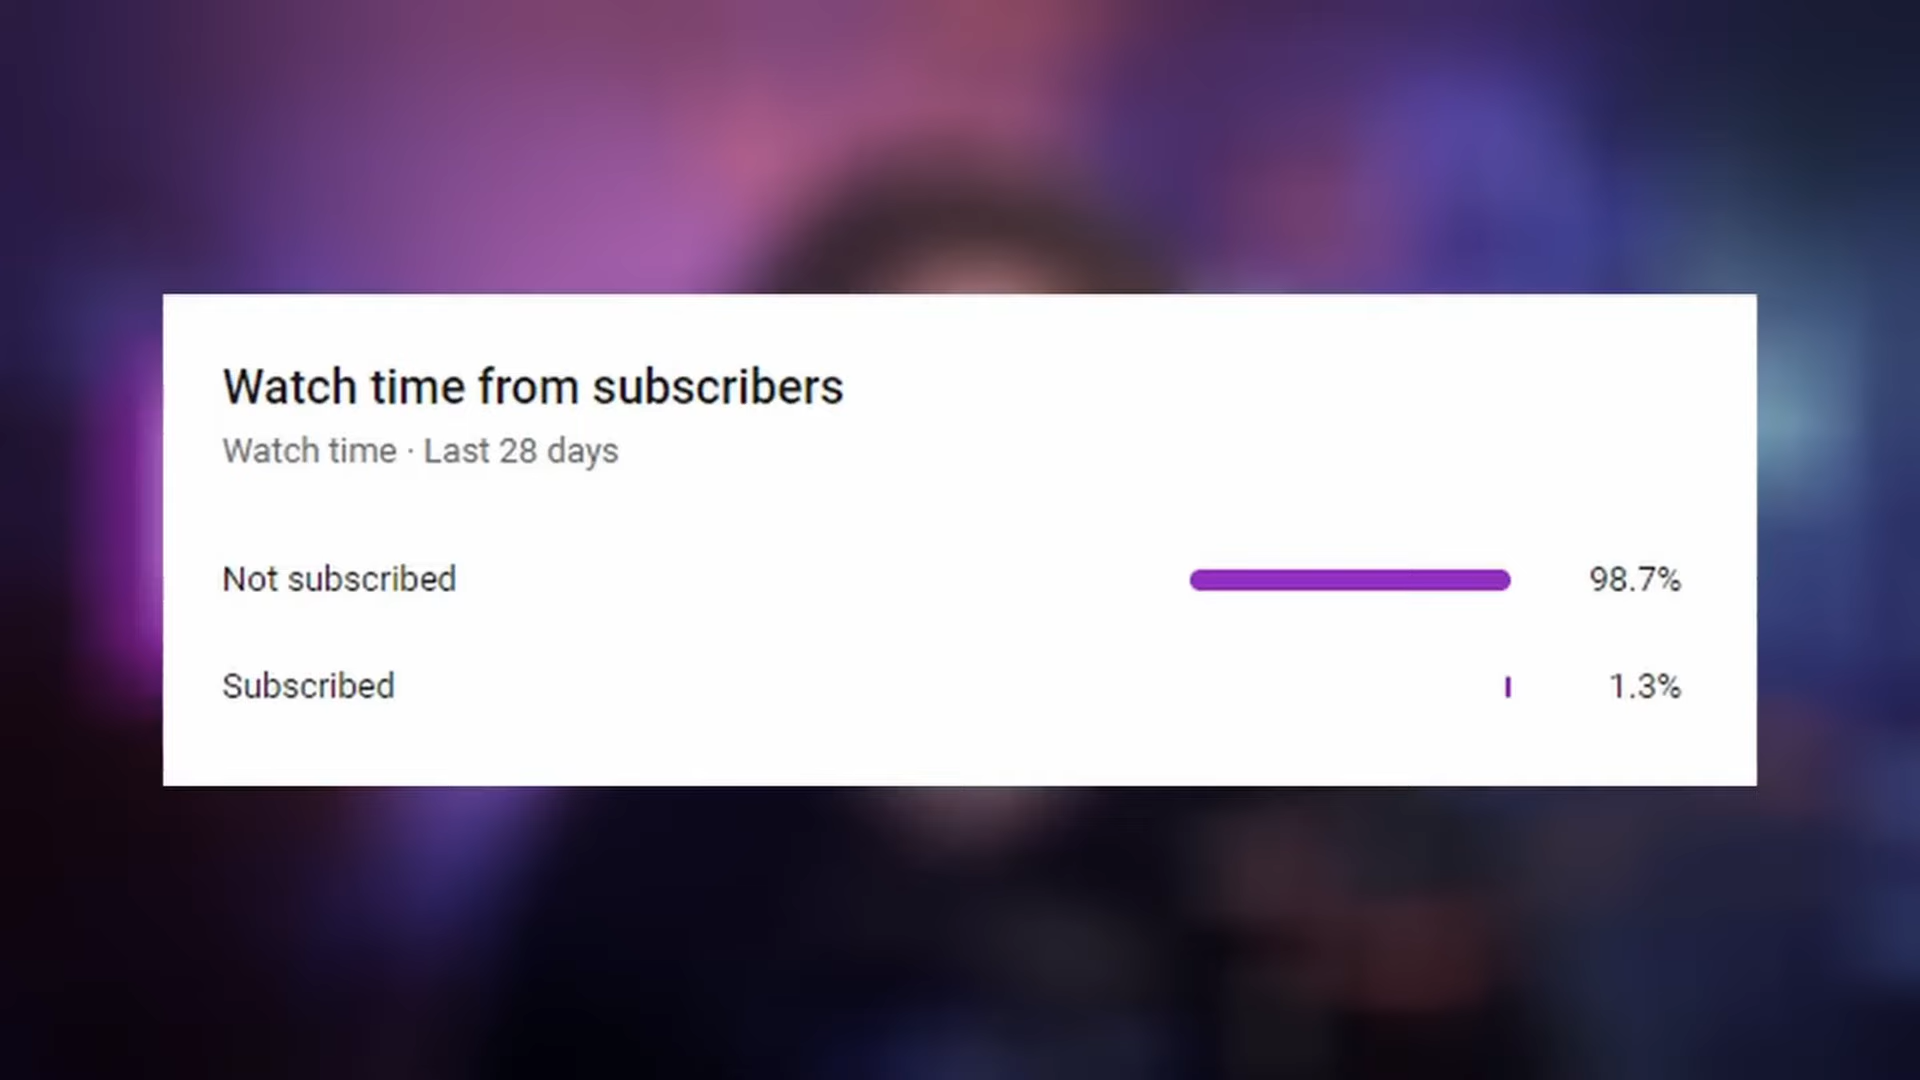 Watch time from subscribers
Watch time · Last 28 days
Not subscribed 98.7%
Subscribed 1.3%